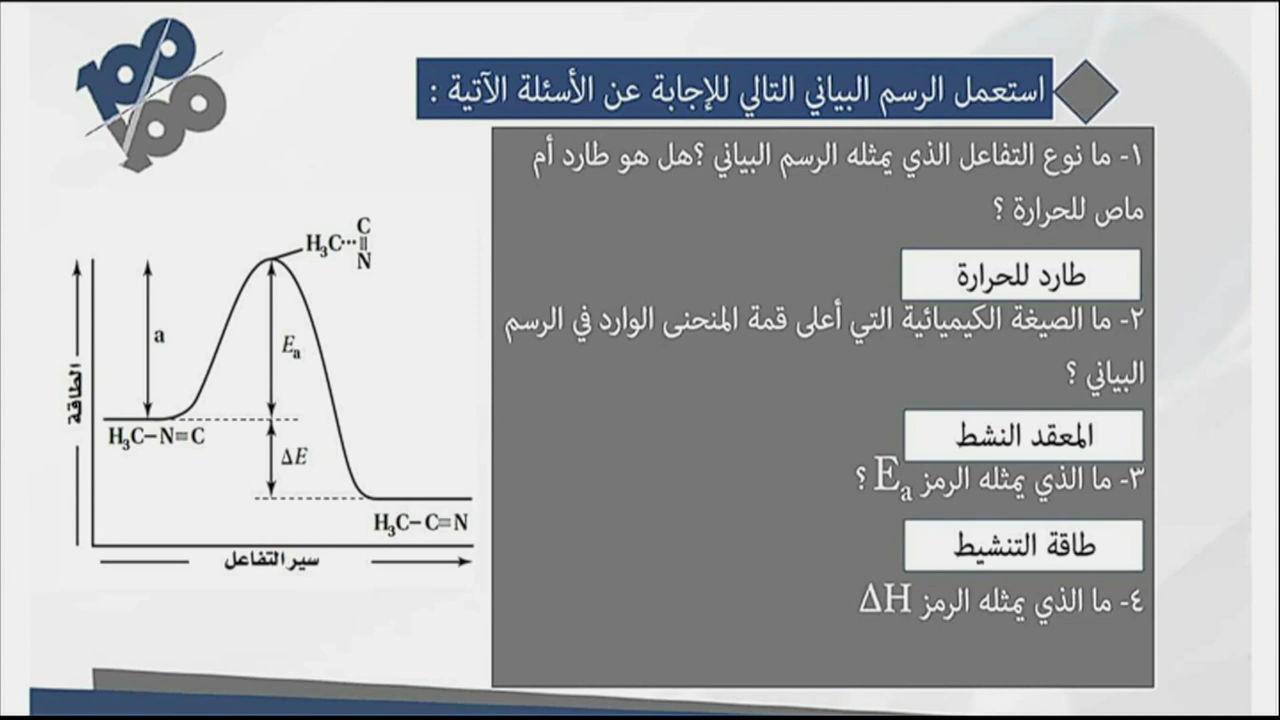 100
100
استعمل الرسم البياني التالي للإجابة عن الأسئلة الآتية :
١- ما نوع التفاعل الذي يمثله الرسم البياني ؟هل هو طارد أم
ماص للحرارة ؟
طارد للحرارة
٢- ما الصيغة الكيميائية التي أعلى قمة المنحنى الوارد في الرسم
البياني ؟
المعقد النشط
٣- ما الذي يمثله الرمز Ea ؟
طاقة التنشيط
٤- ما الذي يمثله الرمز ΔH
H3C···C≡N
a
Ea
الطاقة
H3C–N≡C
ΔE
H3C–C≡N
سير التفاعل